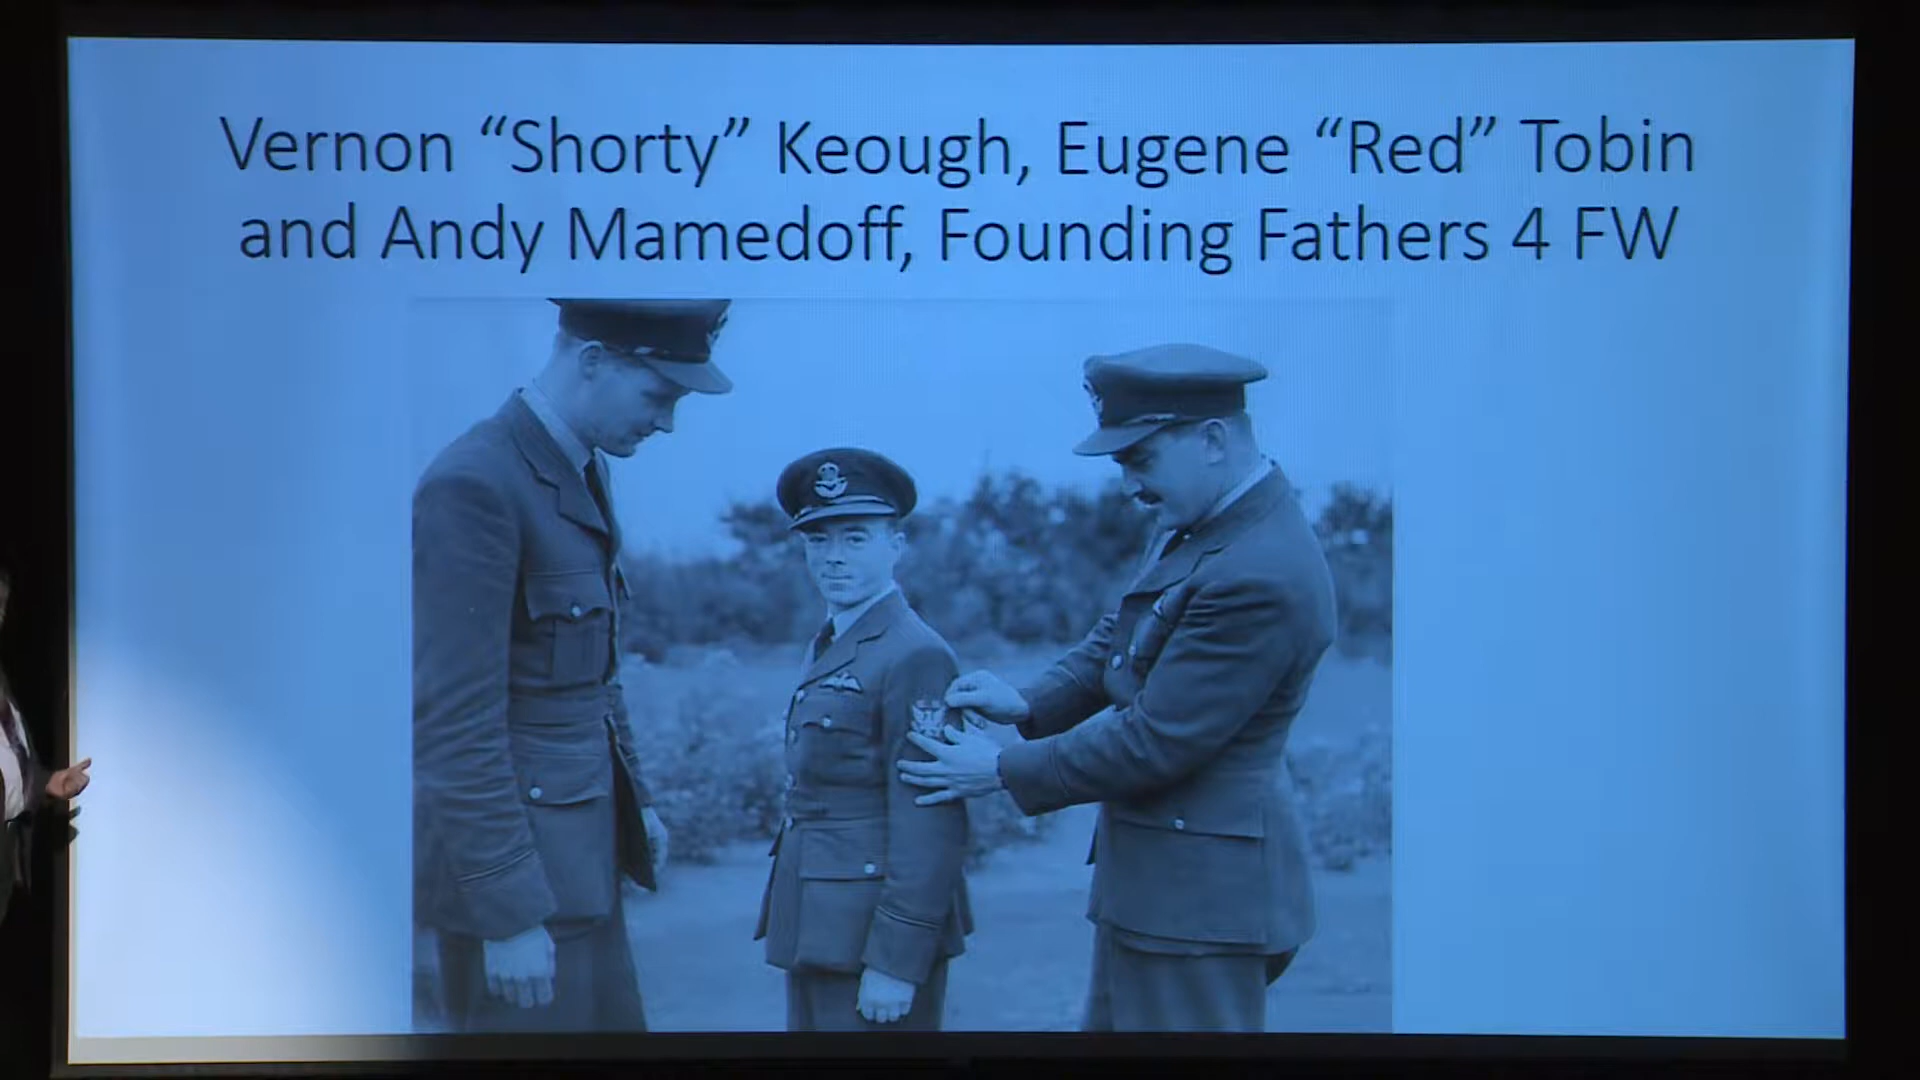 Vernon “Shorty” Keough, Eugene “Red” Tobin
and Andy Mamedoff, Founding Fathers 4 FW